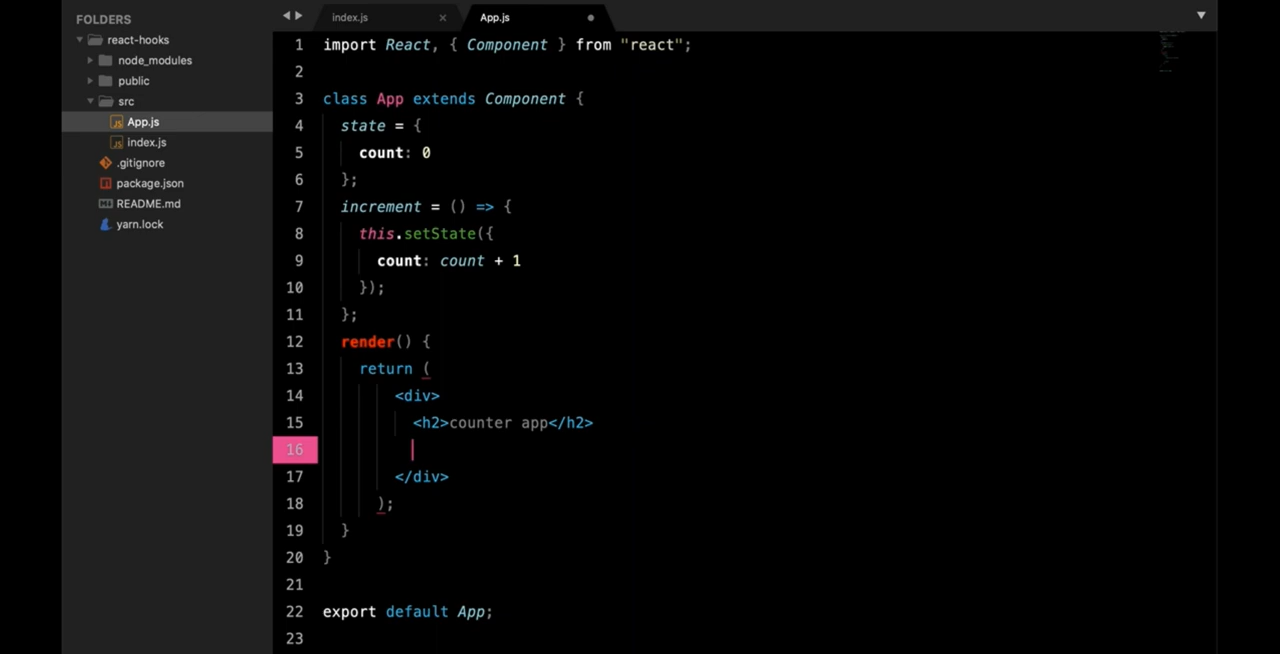 FOLDERS
react-hooks
node_modules
public
src
App.js
index.js
.gitignore
package.json
README.md
yarn.lock
index.js
App.js
1 import React, { Component } from "react";
2
3 class App extends Component {
4 state = {
5 count: 0
6 };
7 increment = () => {
8 this.setState({
9 count: count + 1
10 });
11 };
12 render() {
13 return (
14 <div>
15 <h2>counter app</h2>
16
17 </div>
18 );
19 }
20 }
21
22 export default App;
23